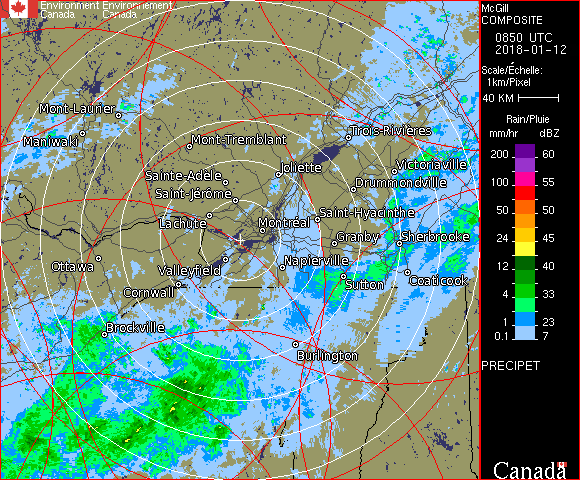 Environment Environnement
Canada Canada
McGill
COMPOSITE
0850 UTC
2018-01-12
Scale/Échelle:
1km/Pixel
40 KM
Rain/Pluie
mm/hr dBZ
200 60
100 55
50 50
24 45
12 40
4 33
1 23
0.1 7
PRECIPET
Canada
Mont-Laurier
Maniwaki
Mont-Tremblant
Trois-Rivières
Sainte-Adèle
Joliette
Victoriaville
Saint-Jérôme
Drummondville
Lachute
Montréal
Saint-Hyacinthe
Granby
Sherbrooke
Ottawa
Valleyfield
Napierville
Cornwall
Sutton
Coaticook
Brockville
Burlington